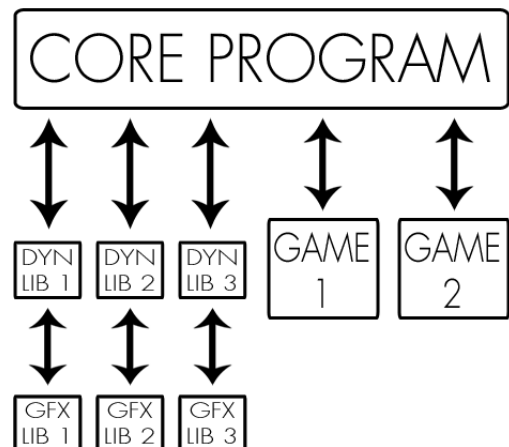 CORE PROGRAM
DYN
LIB 1
DYN
LIB 2
DYN
LIB 3
GAME
1
GAME
2
GFX
LIB 1
GFX
LIB 2
GFX
LIB 3